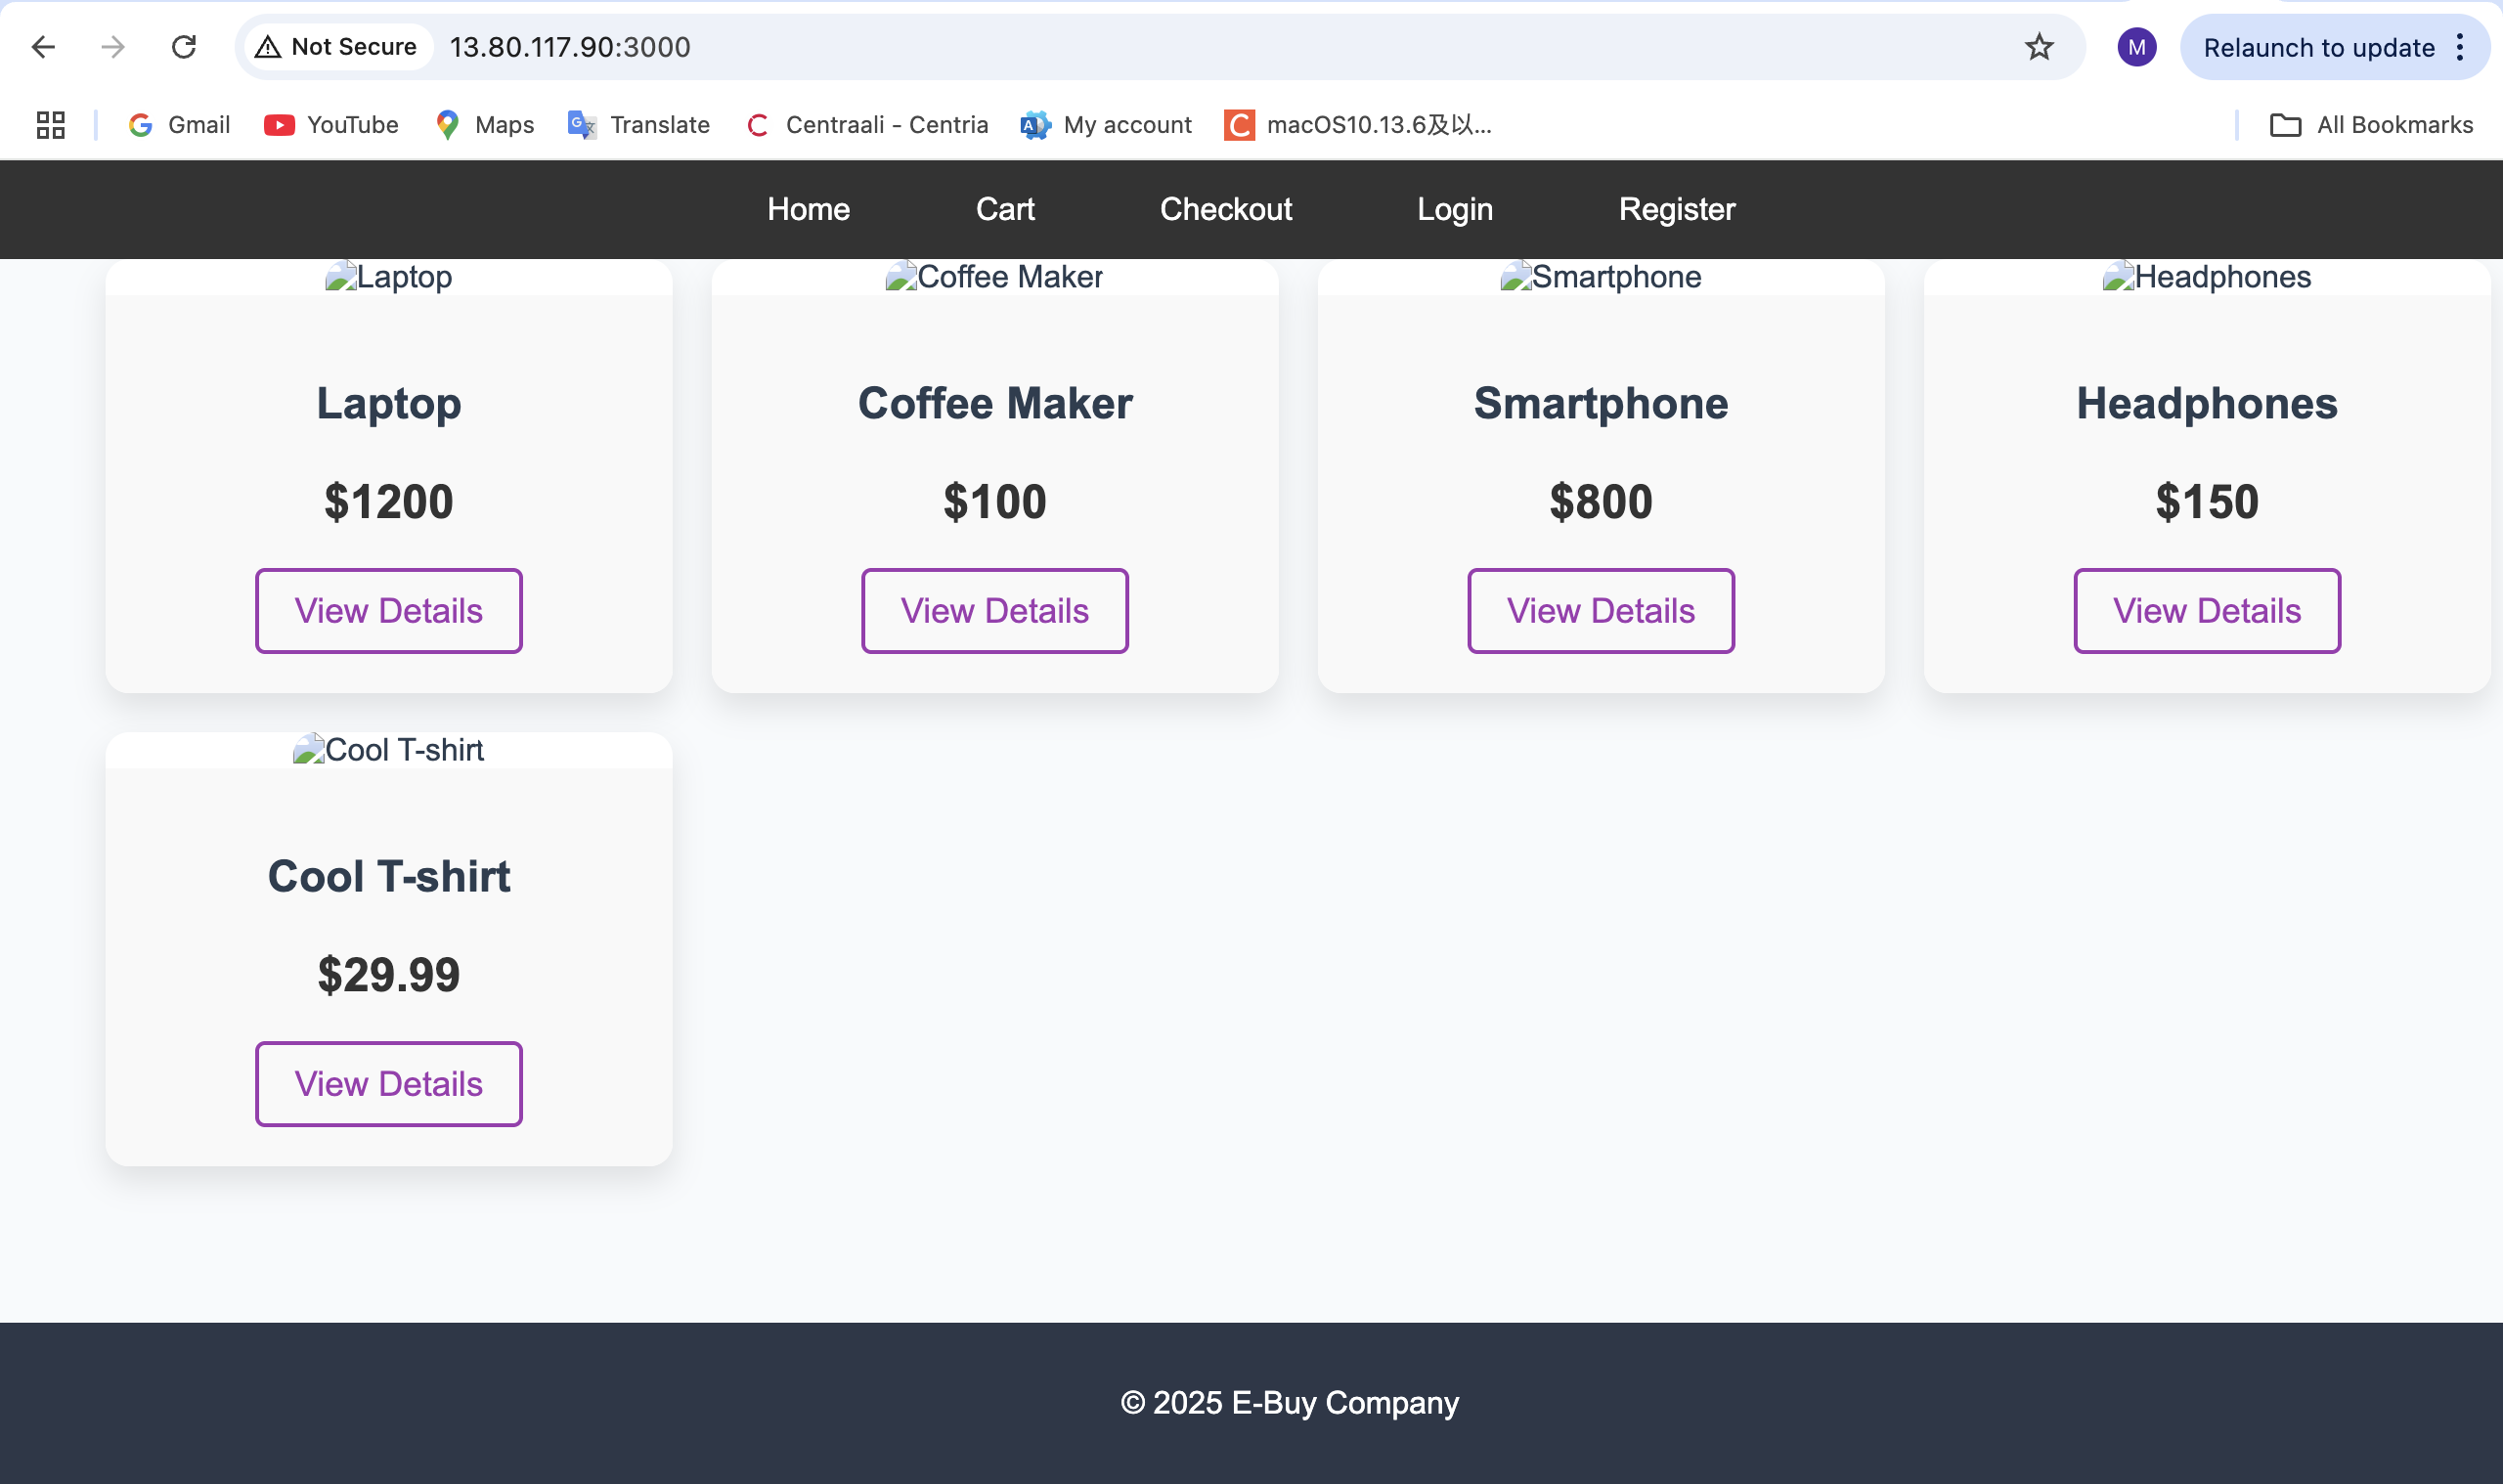 Not Secure 13.80.117.90:3000 M Relaunch to update
Gmail YouTube Maps Translate Centraali - Centria My account macOS10.13.6及以... All Bookmarks
Home Cart Checkout Login Register
Laptop Coffee Maker Smartphone Headphones
Laptop Coffee Maker Smartphone Headphones
$1200 $100 $800 $150
View Details View Details View Details View Details
Cool T-shirt
Cool T-shirt
$29.99
View Details
© 2025 E-Buy Company